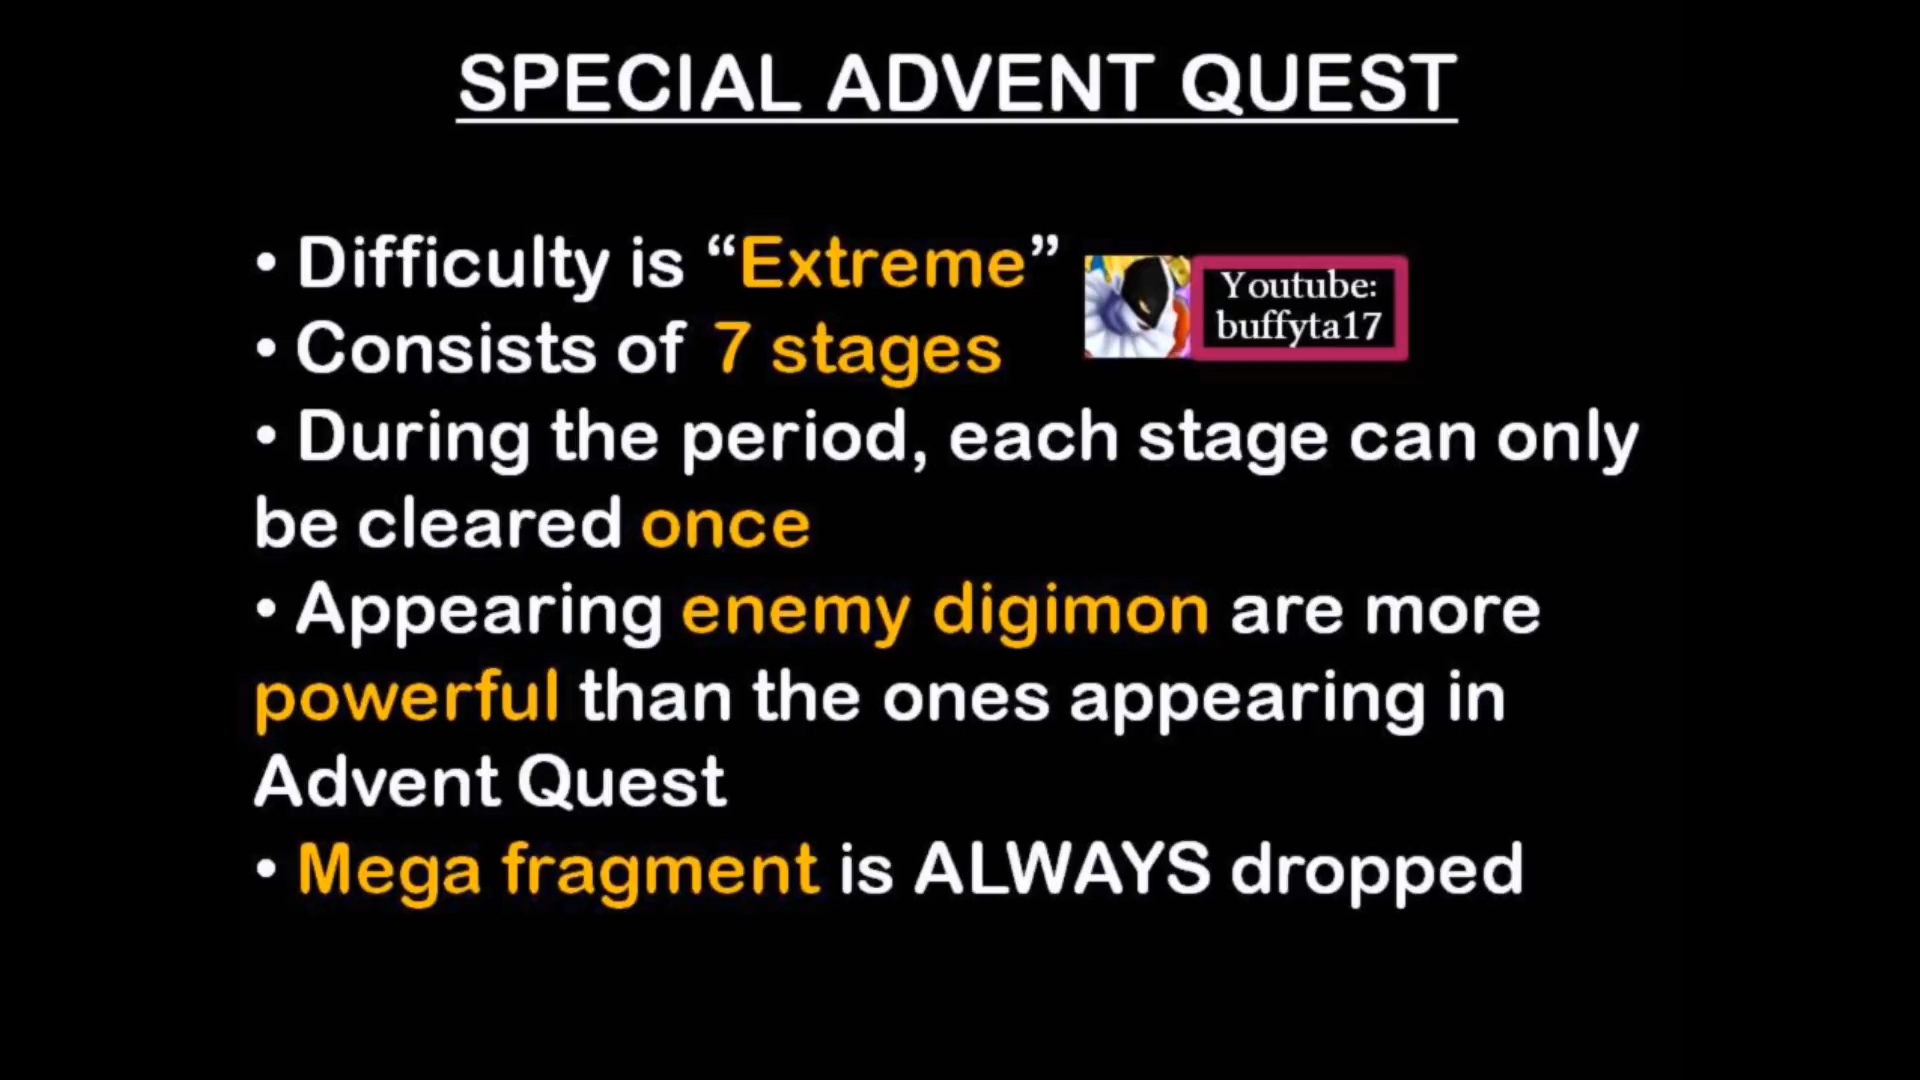 SPECIAL ADVENT QUEST
• Difficulty is “Extreme”
Youtube:
buffyta17
• Consists of 7 stages
• During the period, each stage can only
be cleared once
• Appearing enemy digimon are more
powerful than the ones appearing in
Advent Quest
• Mega fragment is ALWAYS dropped